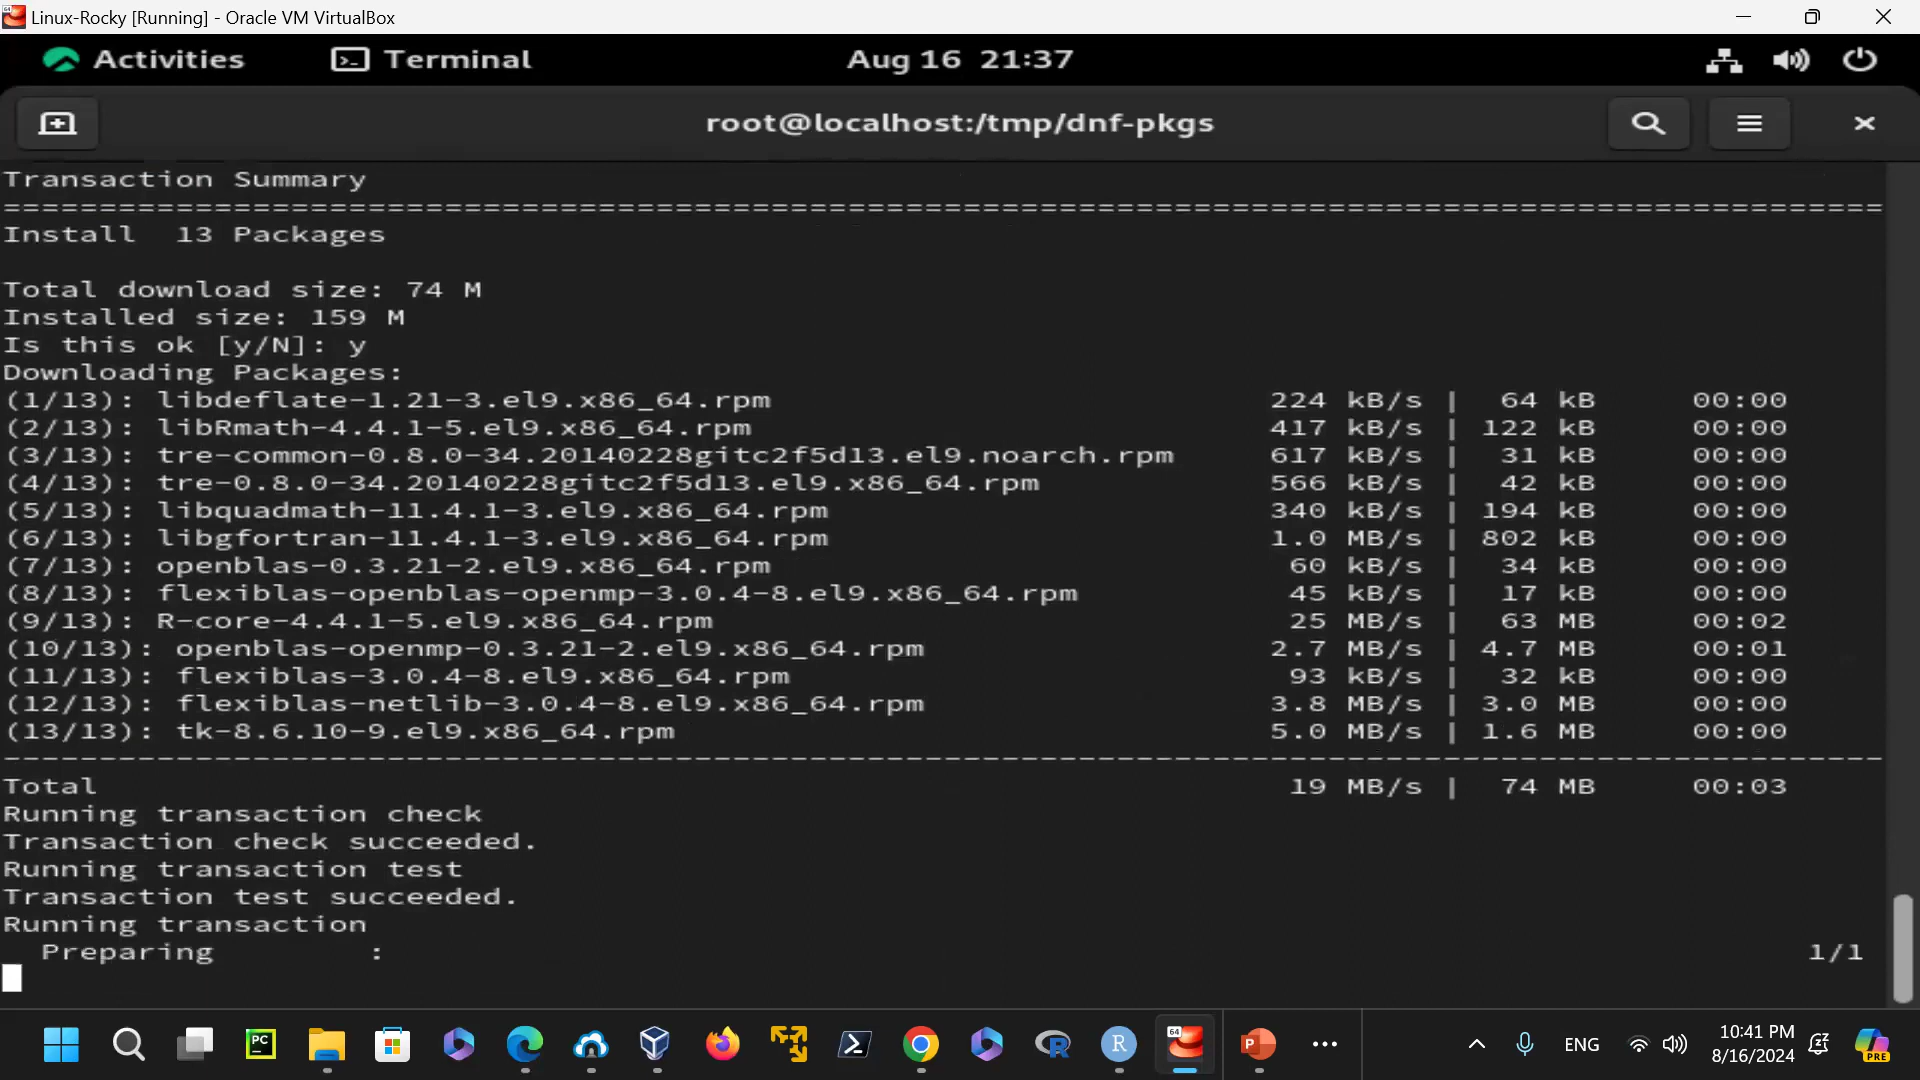 Linux-Rocky [Running] - Oracle VM VirtualBox
Activities Terminal Aug 16 21:37
root@localhost:/tmp/dnf-pkgs
Transaction Summary
================================================================================
Install 13 Packages
Total download size: 74 M
Installed size: 159 M
Is this ok [y/N]: y
Downloading Packages:
(1/13): libdeflate-1.21-3.el9.x86_64.rpm 224 kB/s | 64 kB 00:00
(2/13): libRmath-4.4.1-5.el9.x86_64.rpm 417 kB/s | 122 kB 00:00
(3/13): tre-common-0.8.0-34.20140228gitc2f5d13.el9.noarch.rpm 617 kB/s | 31 kB 00:00
(4/13): tre-0.8.0-34.20140228gitc2f5d13.el9.x86_64.rpm 566 kB/s | 42 kB 00:00
(5/13): libquadmath-11.4.1-3.el9.x86_64.rpm 340 kB/s | 194 kB 00:00
(6/13): libgfortran-11.4.1-3.el9.x86_64.rpm 1.0 MB/s | 802 kB 00:00
(7/13): openblas-0.3.21-2.el9.x86_64.rpm 60 kB/s | 34 kB 00:00
(8/13): flexiblas-openblas-openmp-3.0.4-8.el9.x86_64.rpm 45 kB/s | 17 kB 00:00
(9/13): R-core-4.4.1-5.el9.x86_64.rpm 25 MB/s | 63 MB 00:02
(10/13): openblas-openmp-0.3.21-2.el9.x86_64.rpm 2.7 MB/s | 4.7 MB 00:01
(11/13): flexiblas-3.0.4-8.el9.x86_64.rpm 93 kB/s | 32 kB 00:00
(12/13): flexiblas-netlib-3.0.4-8.el9.x86_64.rpm 3.8 MB/s | 3.0 MB 00:00
(13/13): tk-8.6.10-9.el9.x86_64.rpm 5.0 MB/s | 1.6 MB 00:00
--------------------------------------------------------------------------------
Total 19 MB/s | 74 MB 00:03
Running transaction check
Transaction check succeeded.
Running transaction test
Transaction test succeeded.
Running transaction
Preparing : 1/1
ENG 10:41 PM
8/16/2024
PC
64
P
R
PRE